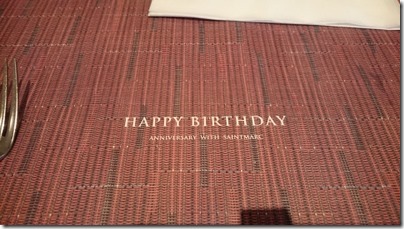 HAPPY BIRTHDAY
ANNIVERSARY WITH SAINTMARC